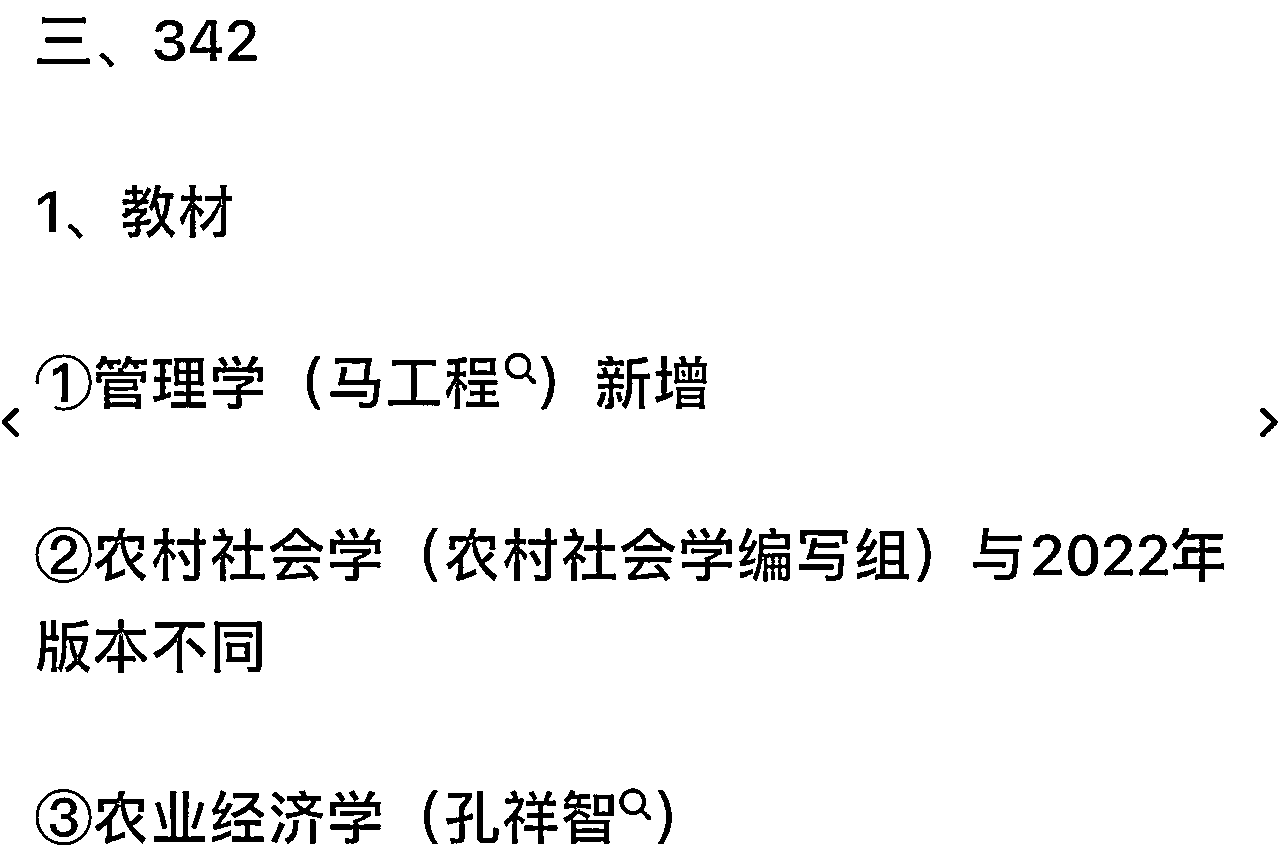 三、342
1、教材
①管理学（马工程）新增
②农村社会学（农村社会学编写组）与2022年
版本不同
③农业经济学（孔祥智）